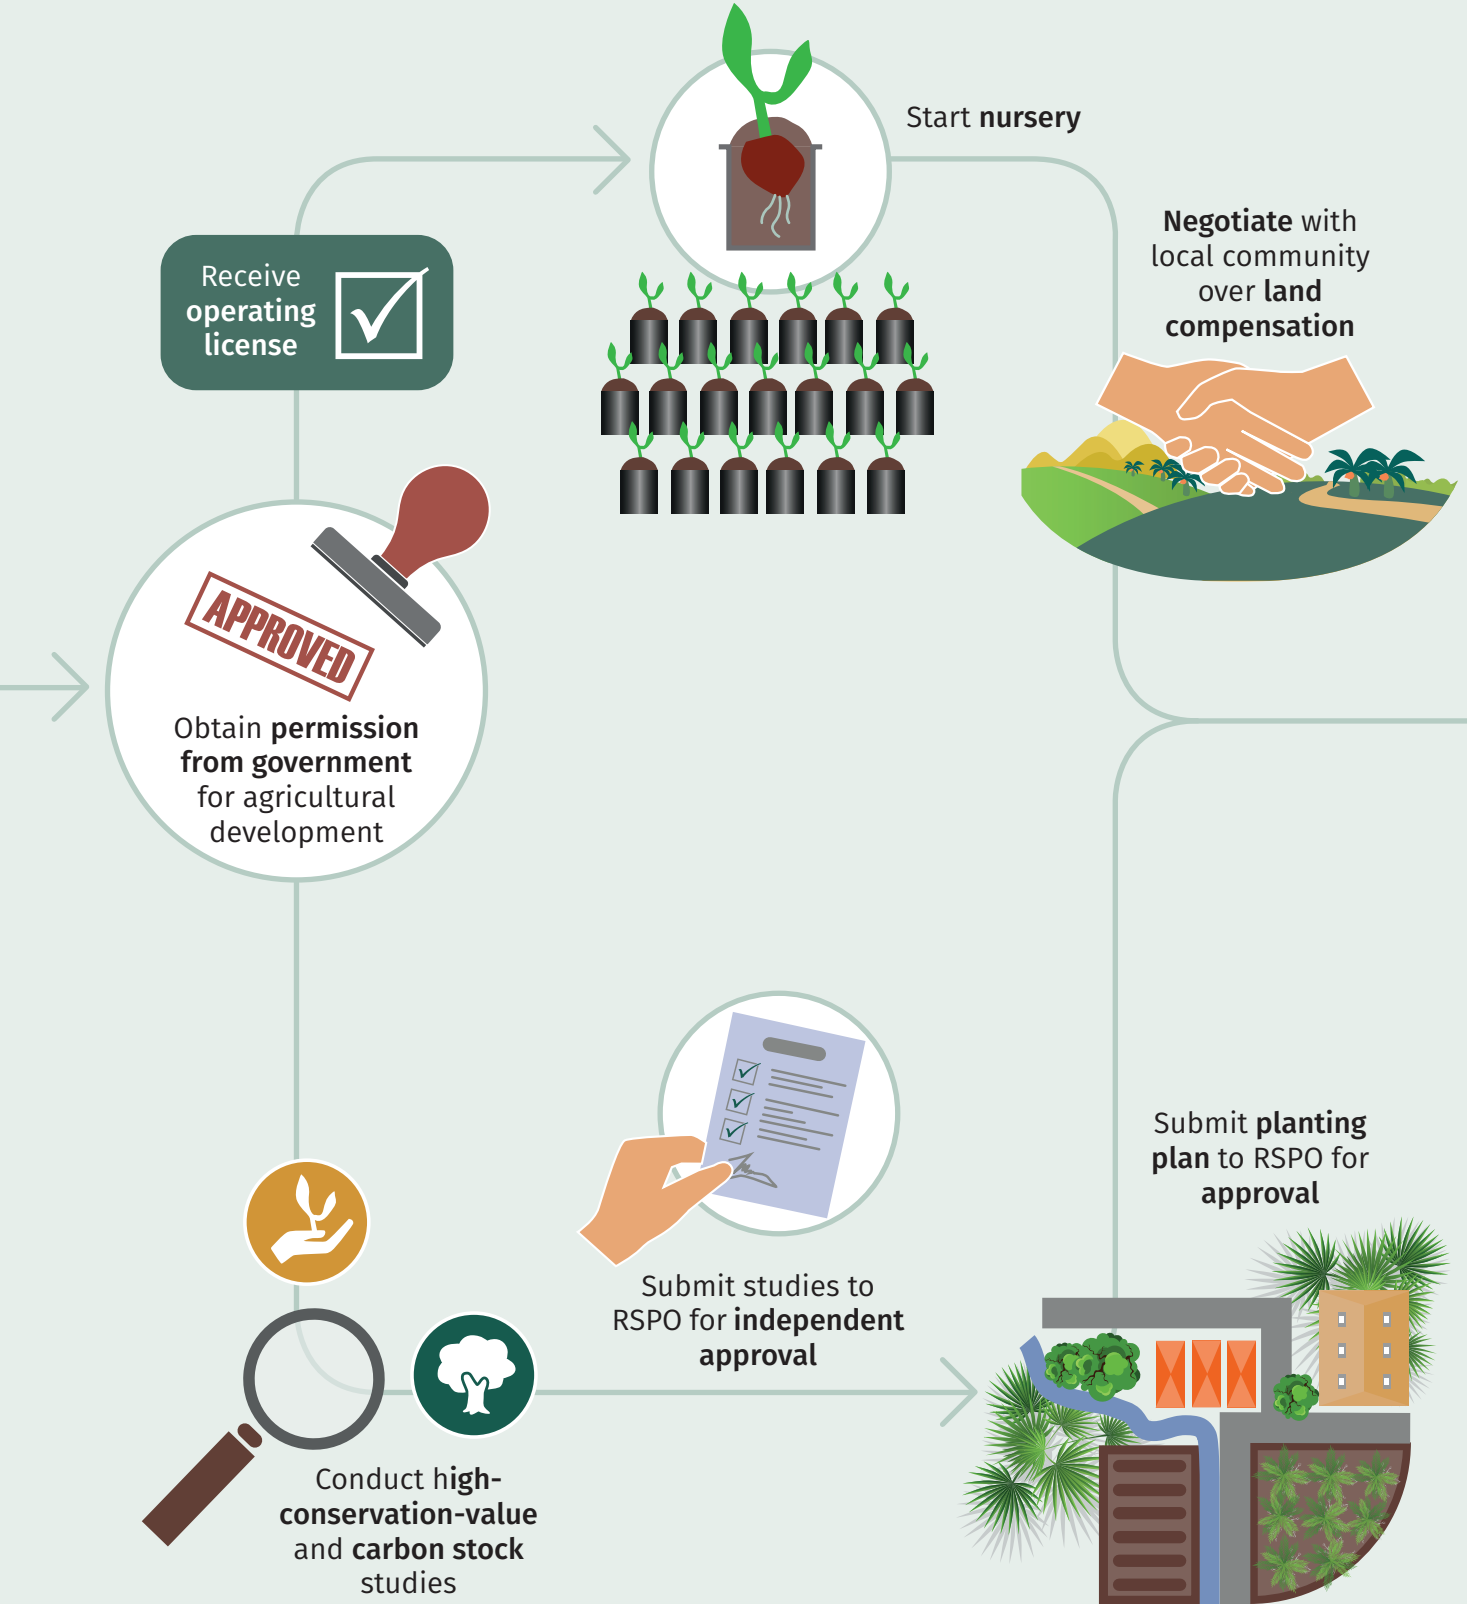 Start nursery
Negotiate with
local community
over land
compensation
Receive
operating
license
APPROVED
Obtain permission
from government
for agricultural
development
Submit planting
plan to RSPO for
approval
Submit studies to
RSPO for independent
approval
Conduct high-
conservation-value
and carbon stock
studies